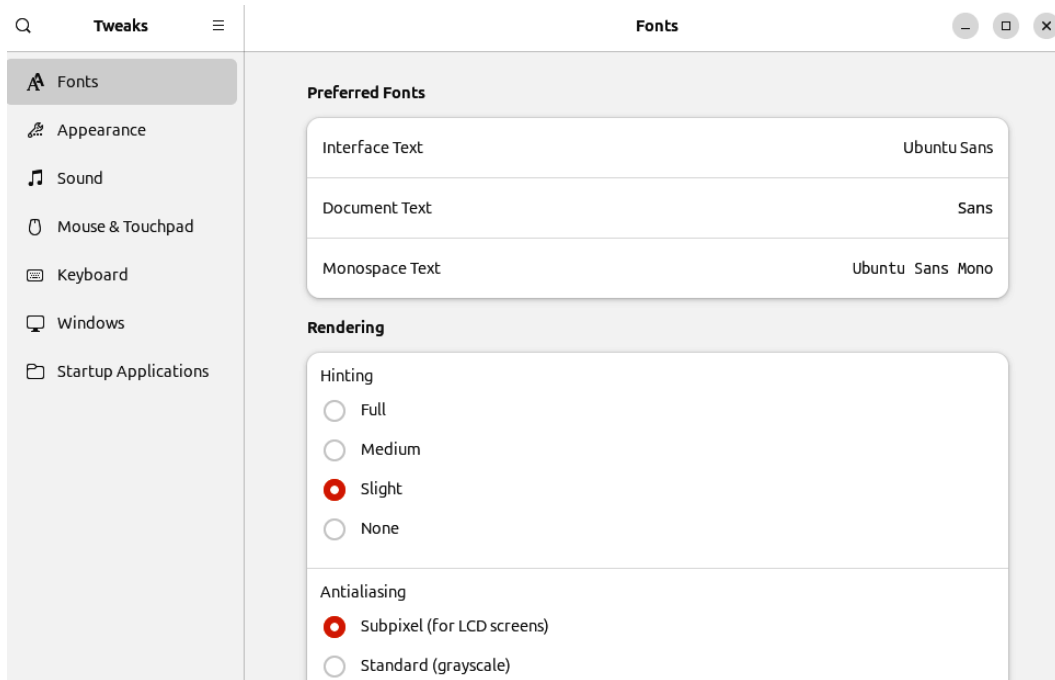 Tweaks
Fonts
Fonts
Appearance
Sound
Mouse & Touchpad
Keyboard
Windows
Startup Applications
Preferred Fonts
Interface Text Ubuntu Sans
Document Text Sans
Monospace Text Ubuntu Sans Mono
Rendering
Hinting
Full
Medium
Slight
None
Antialiasing
Subpixel (for LCD screens)
Standard (grayscale)